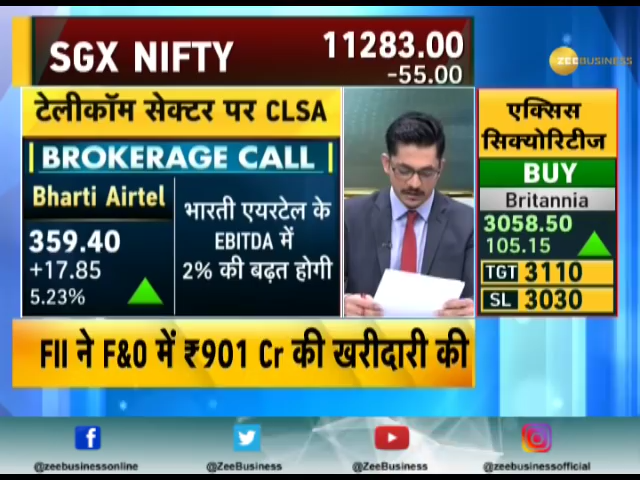 SGX NIFTY
11283.00
-55.00
ZEEBUSINESS
टेलीकॉम सेक्टर पर CLSA
BROKERAGE CALL
Bharti Airtel
359.40
+17.85
5.23%
भारती एयरटेल के
EBITDA में
2% की बढ़त होगी
एक्सिस
सिक्योरिटीज
BUY
Britannia
3058.50
105.15
TGT 3110
SL 3030
FII ने F&O में ₹901 Cr की खरीदारी की
@zeebusinessonline
@ZeeBusiness
@ZeeBusiness
@zeebusinessofficial